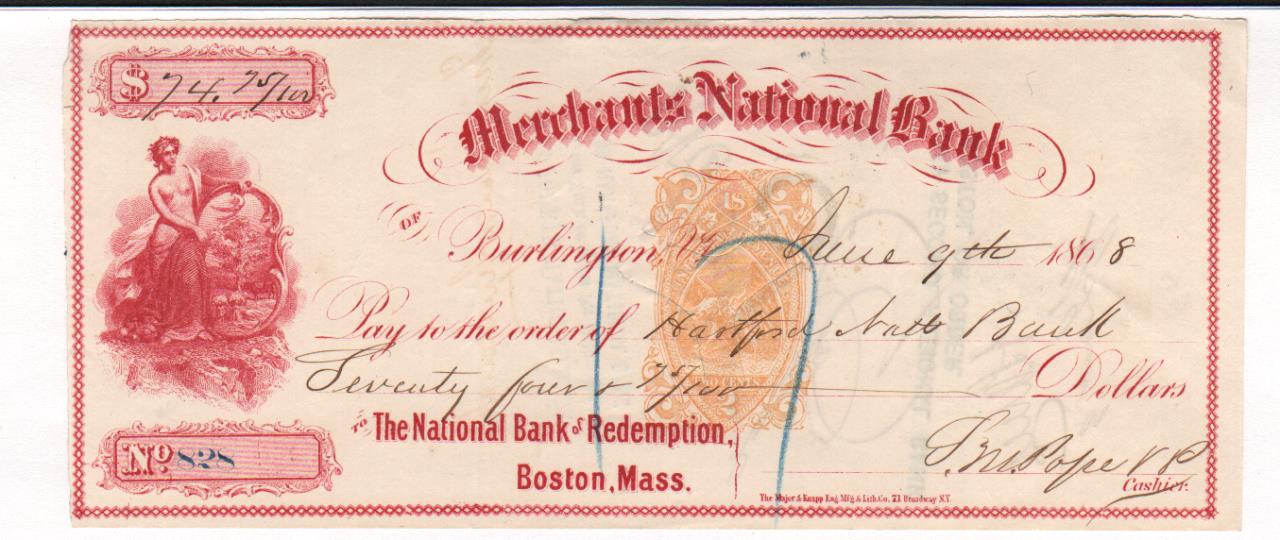 $ 74. 75/100
Merchants National Bank
OF Burlington, Vt. June 9th 1868
Pay to the order of Hartford Natl Bank
Seventy four & 75/100 Dollars
TO The National Bank of Redemption,
Boston, Mass.
No 828
Pope V P
Cashier.
The Major & Knapp Eng. Mfg & Lith. Co. 71 Broadway N.Y.
CENTS